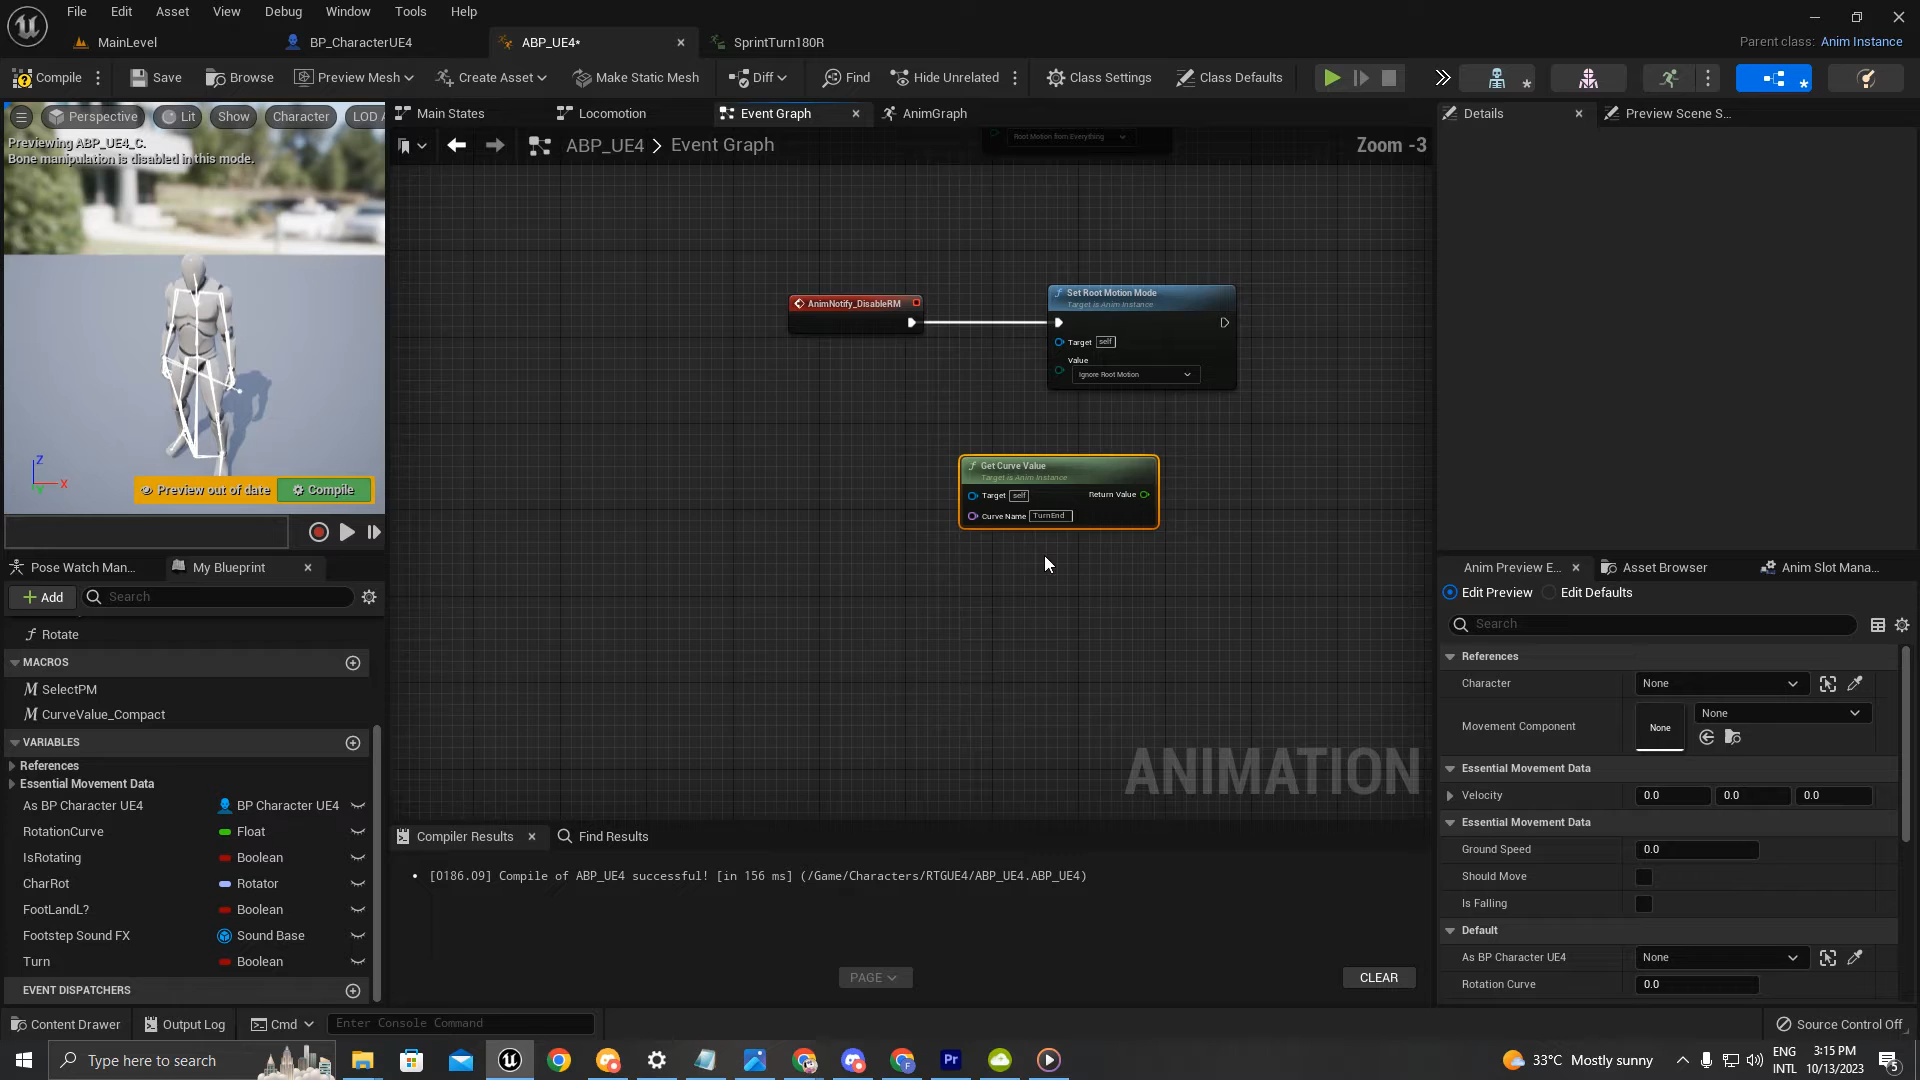 File Edit Asset View Debug Window Tools Help
MainLevel BP_CharacterUE4 ABP_UE4* SprintTurn180R
Parent class: Anim Instance
Compile Save Browse Preview Mesh Create Asset Make Static Mesh Diff Find Hide Unrelated Class Settings Class Defaults
Perspective Lit Show Character LOD A
Previewing ABP_UE4_C.
Bone manipulation is disabled in this mode.
Z
X
Y
Preview out of date Compile
Main States Locomotion Event Graph AnimGraph
ABP_UE4 > Event Graph
Zoom -3
Root Motion from Everything
AnimNotify_DisableRM
Set Root Motion Mode
Target is Anim Instance
Target self
Value
Ignore Root Motion
Get Curve Value
Target is Anim Instance
Target self Return Value
Curve Name TurnEnd
ANIMATION
Pose Watch Man... My Blueprint
Add Search
Rotate
MACROS
SelectPM
CurveValue_Compact
VARIABLES
References
Essential Movement Data
As BP Character UE4 BP Character UE4
RotationCurve Float
IsRotating Boolean
CharRot Rotator
FootLandL? Boolean
Footstep Sound FX Sound Base
Turn Boolean
EVENT DISPATCHERS
Compiler Results Find Results
• [0186.09] Compile of ABP_UE4 successful! [in 156 ms] (/Game/Characters/RTGUE4/ABP_UE4.ABP_UE4)
PAGE
CLEAR
Details Preview Scene S...
Anim Preview E... Asset Browser Anim Slot Mana...
Edit Preview Edit Defaults
Search
References
Character None
Movement Component None None
Essential Movement Data
Velocity 0.0 0.0 0.0
Essential Movement Data
Ground Speed 0.0
Should Move
Is Falling
Default
As BP Character UE4 None
Rotation Curve 0.0
Content Drawer Output Log Cmd Enter Console Command
Source Control Off
Type here to search
Pr
33°C Mostly sunny
ENG
INTL
3:15 PM
10/13/2023
5